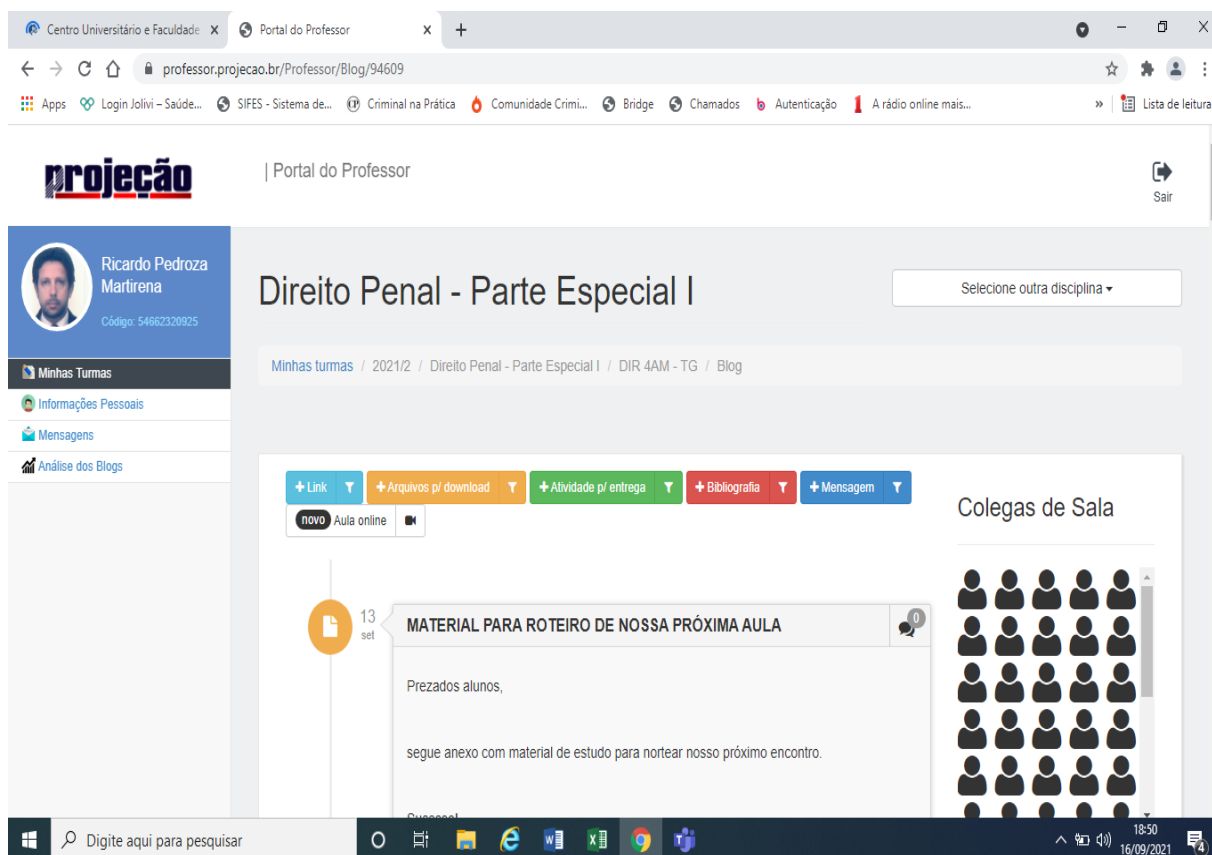 Centro Universitário e Faculdade
Portal do Professor
professor.projecao.br/Professor/Blog/94609
Apps
Login Jolivi – Saúde...
SIFES - Sistema de...
Criminal na Prática
Comunidade Crimi...
Bridge
Chamados
Autenticação
A rádio online mais...
»
Lista de leitura
projeção
| Portal do Professor
Sair
Ricardo Pedroza
Martirena
Código: 54662320925
Minhas Turmas
Informações Pessoais
Mensagens
Análise dos Blogs
Direito Penal - Parte Especial I
Selecione outra disciplina
Minhas turmas / 2021/2 / Direito Penal - Parte Especial I / DIR 4AM - TG / Blog
+ Link
+ Arquivos p/ download
+ Atividade p/ entrega
+ Bibliografia
+ Mensagem
novo Aula online
Colegas de Sala
13
set
MATERIAL PARA ROTEIRO DE NOSSA PRÓXIMA AULA
0
Prezados alunos,
segue anexo com material de estudo para nortear nosso próximo encontro.
Digite aqui para pesquisar
18:50
16/09/2021
4